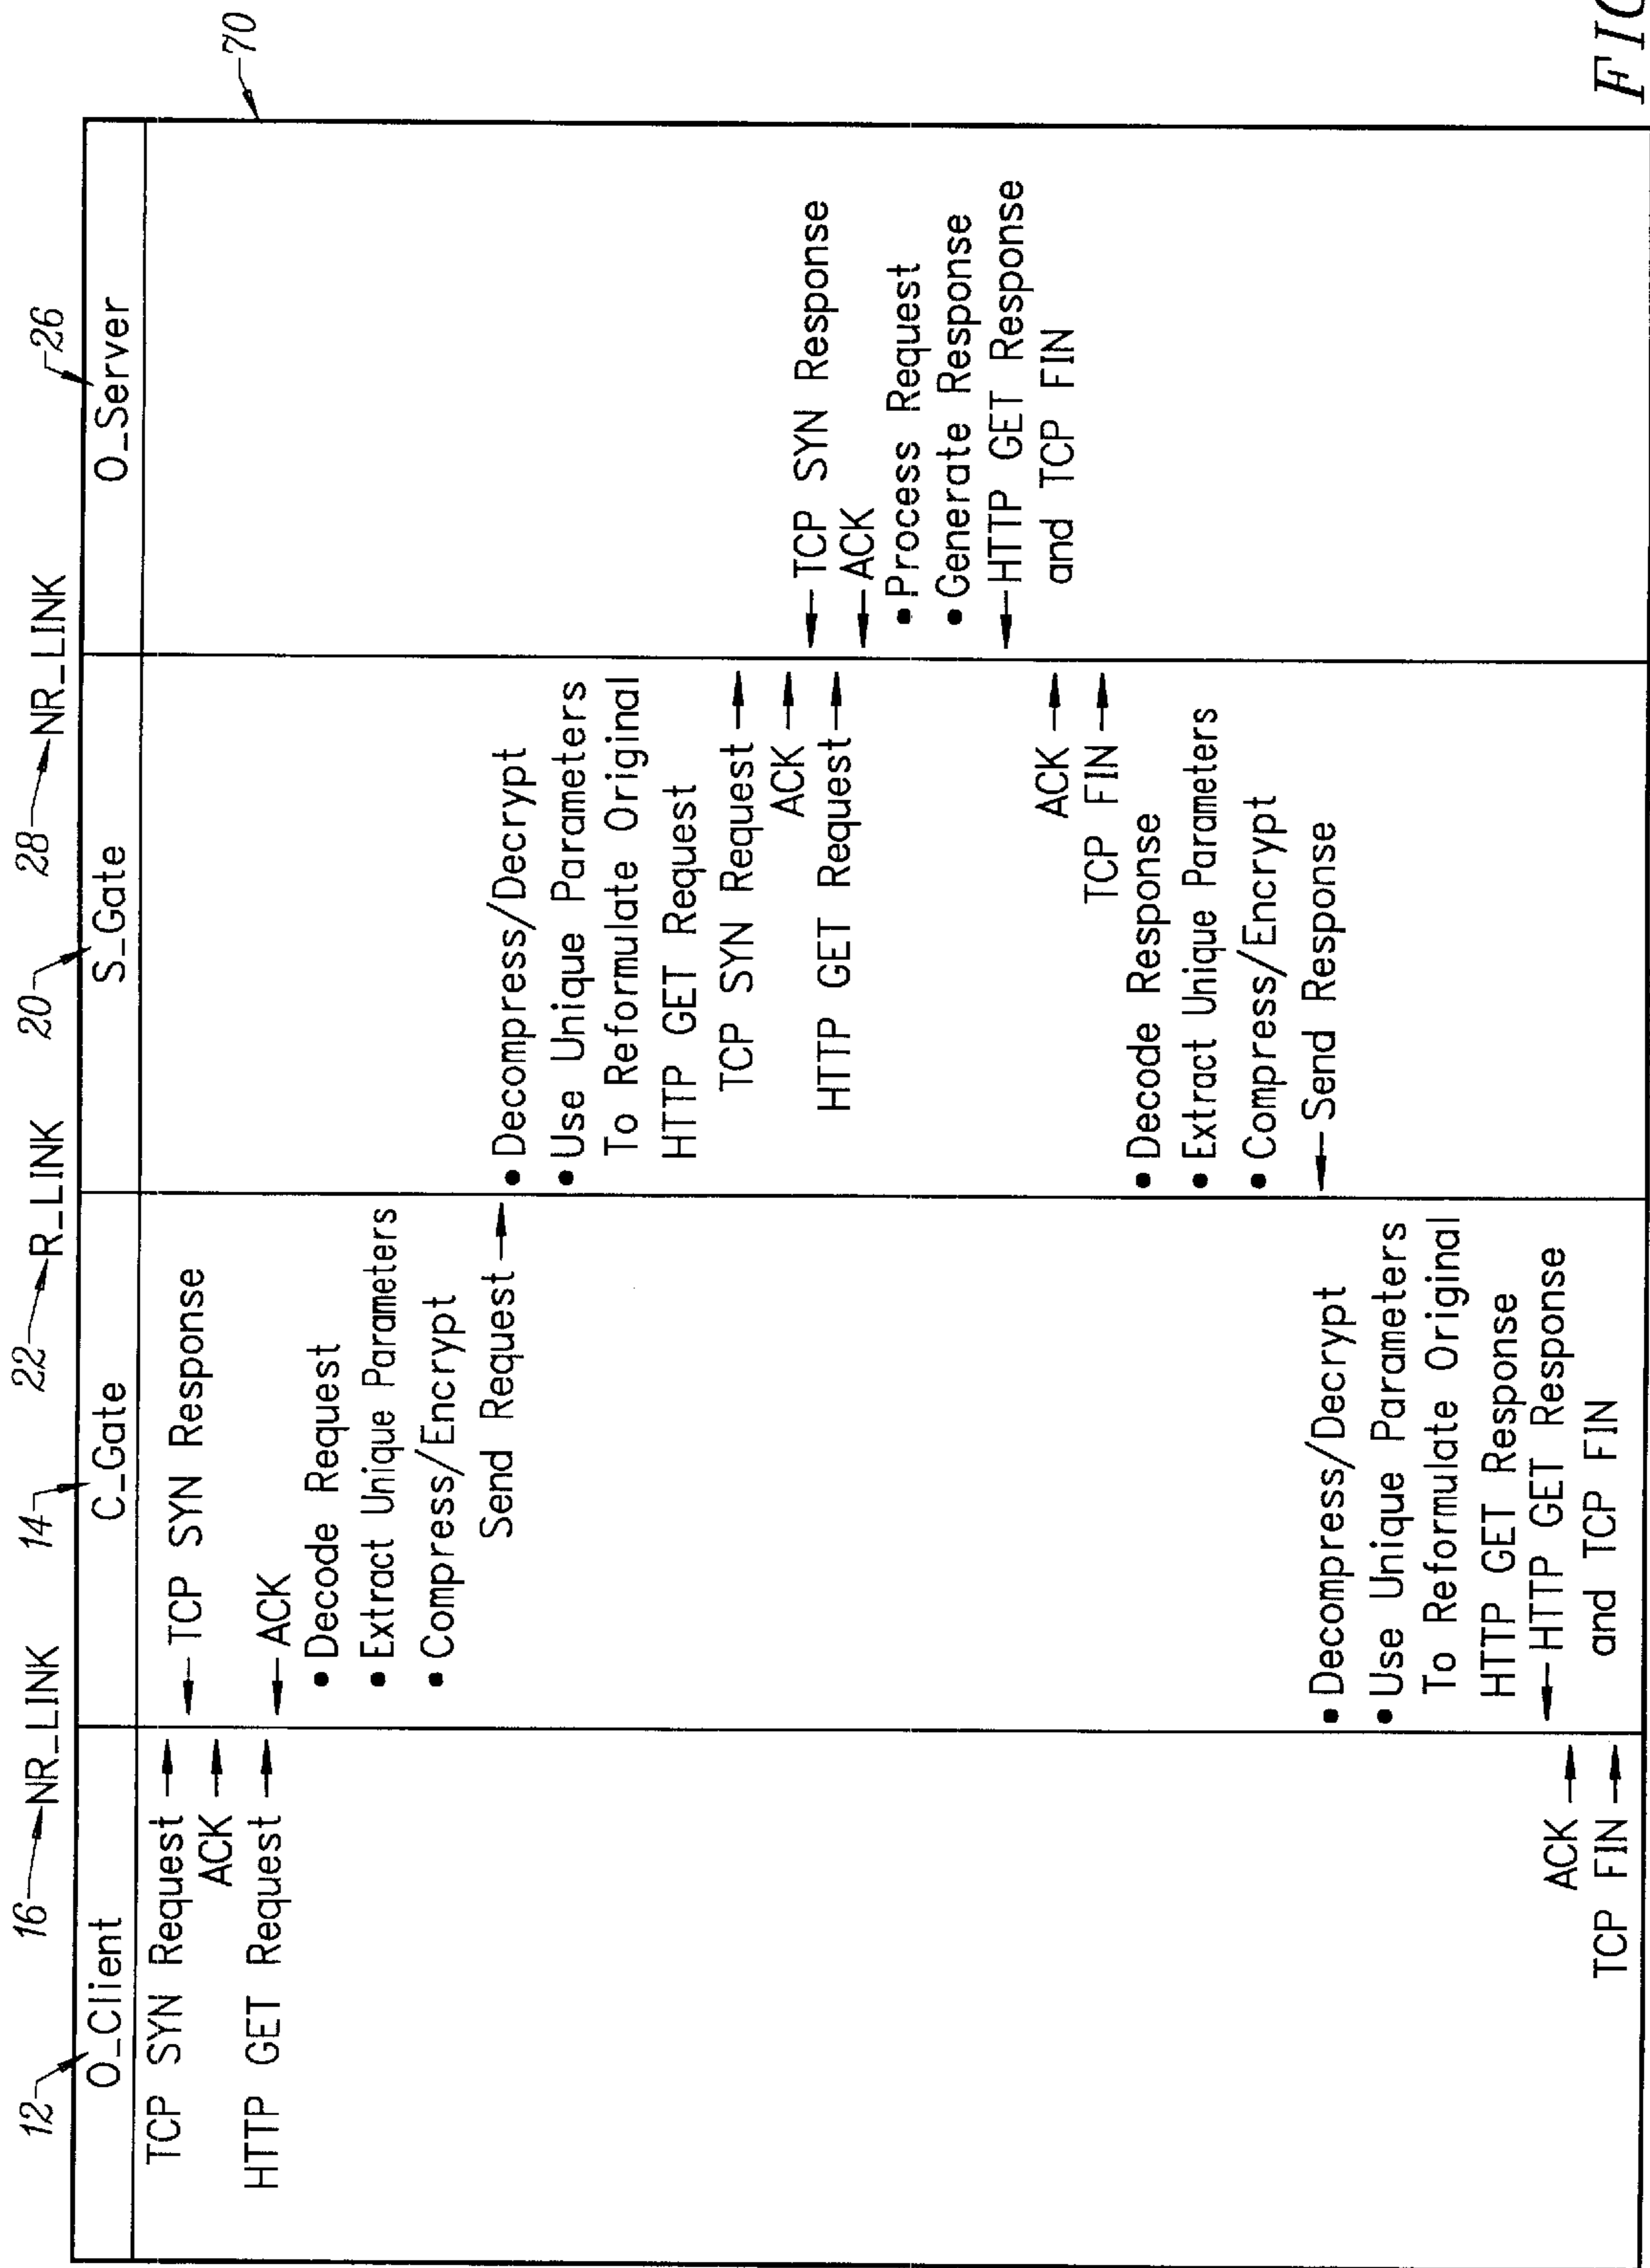 12 16 NR_LINK 14 22 R_LINK 20 28 NR_LINK 26
O_Client C_Gate S_Gate O_Server
70
TCP SYN Request
TCP SYN Response
ACK
HTTP GET Request
ACK
• Decode Request
• Extract Unique Parameters
• Compress/Encrypt
Send Request
• Decompress/Decrypt
• Use Unique Parameters
To Reformulate Original
HTTP GET Request
TCP SYN Request
TCP SYN Response
ACK
HTTP GET Request
ACK
• Process Request
• Generate Response
HTTP GET Response
and TCP FIN
ACK
TCP FIN
• Decode Response
• Extract Unique Parameters
• Compress/Encrypt
Send Response
• Decompress/Decrypt
• Use Unique Parameters
To Reformulate Original
HTTP GET Response
HTTP GET Response
and TCP FIN
ACK
TCP FIN